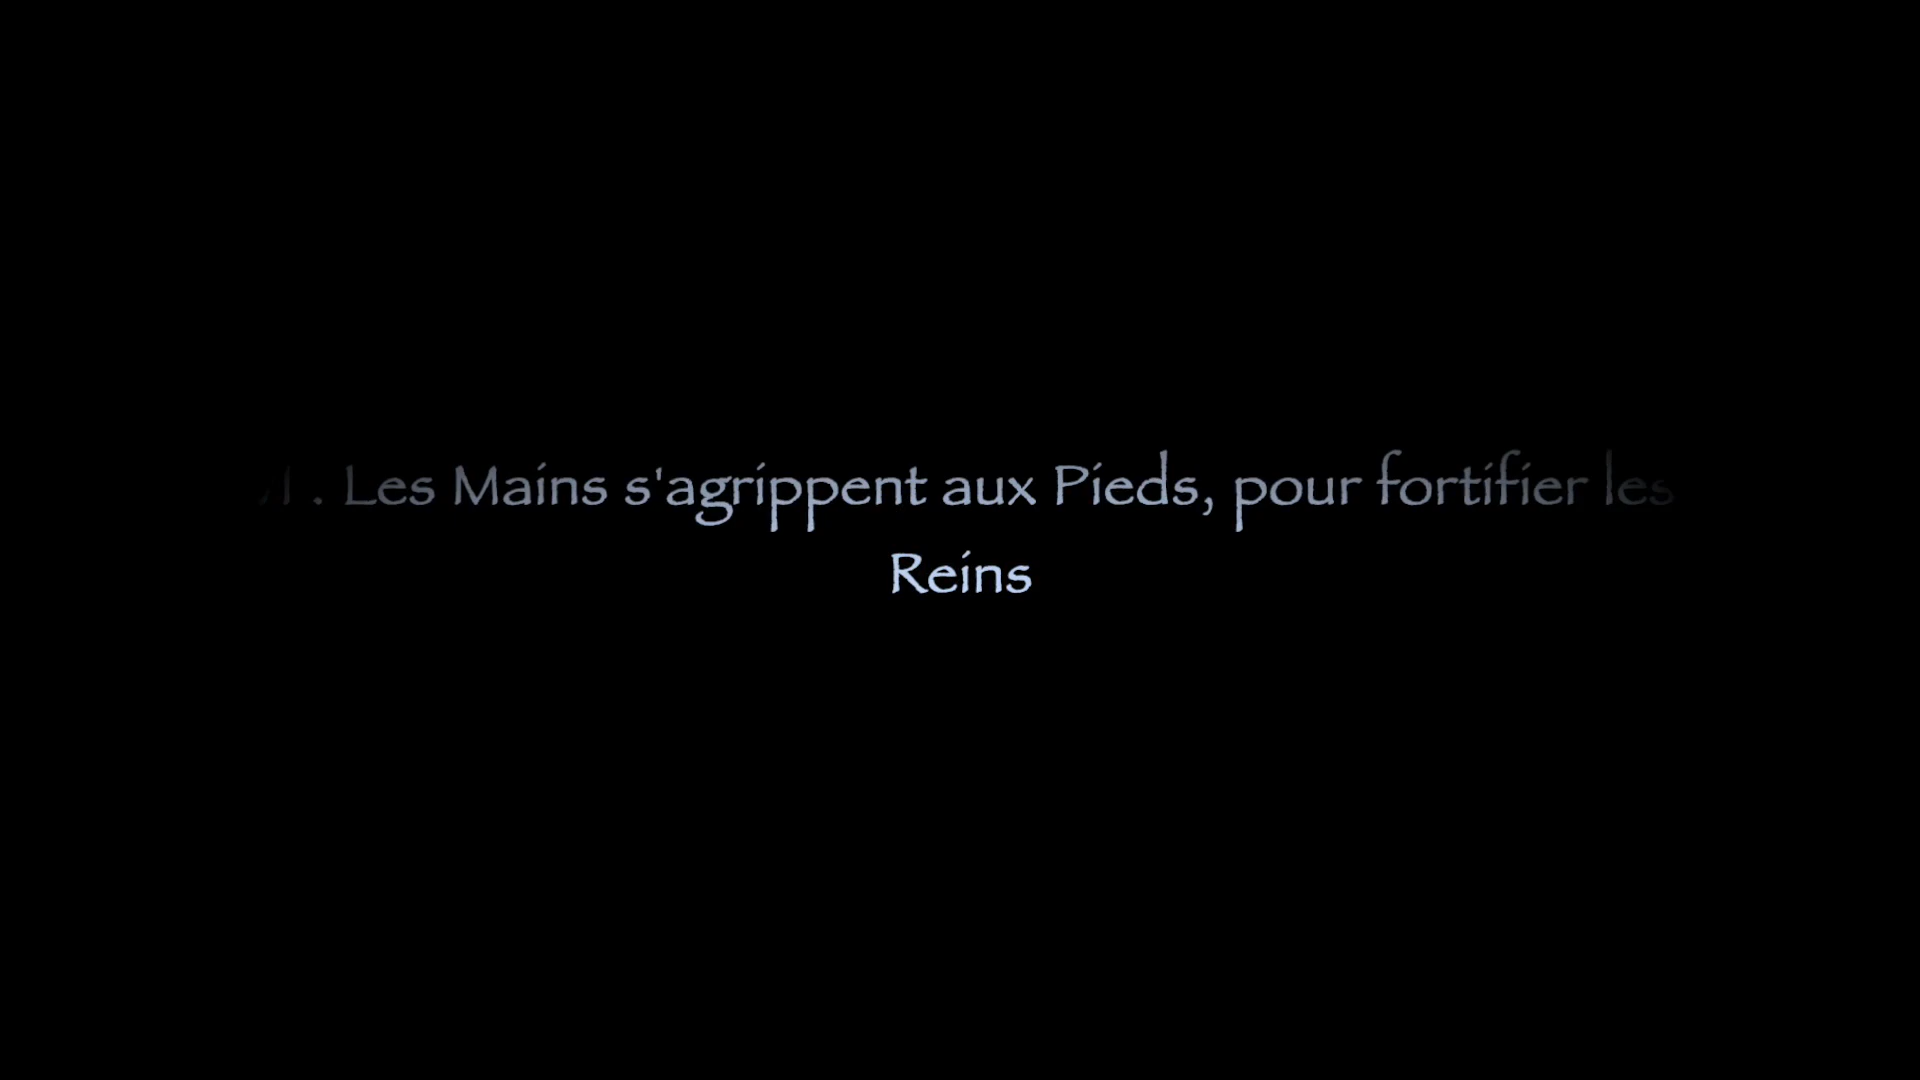 . Les Mains s'agrippent aux Pieds, pour fortifier les
Reins